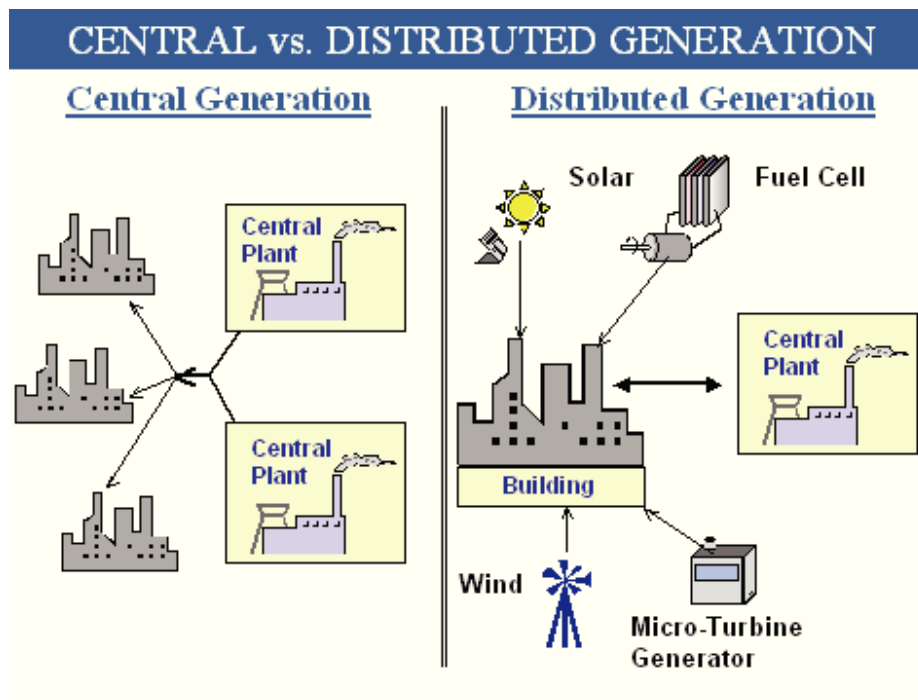 CENTRAL vs. DISTRIBUTED GENERATION
Central Generation
Central
Plant
Central
Plant
Distributed Generation
Solar
Fuel Cell
Central
Plant
Building
Wind
Micro-Turbine
Generator